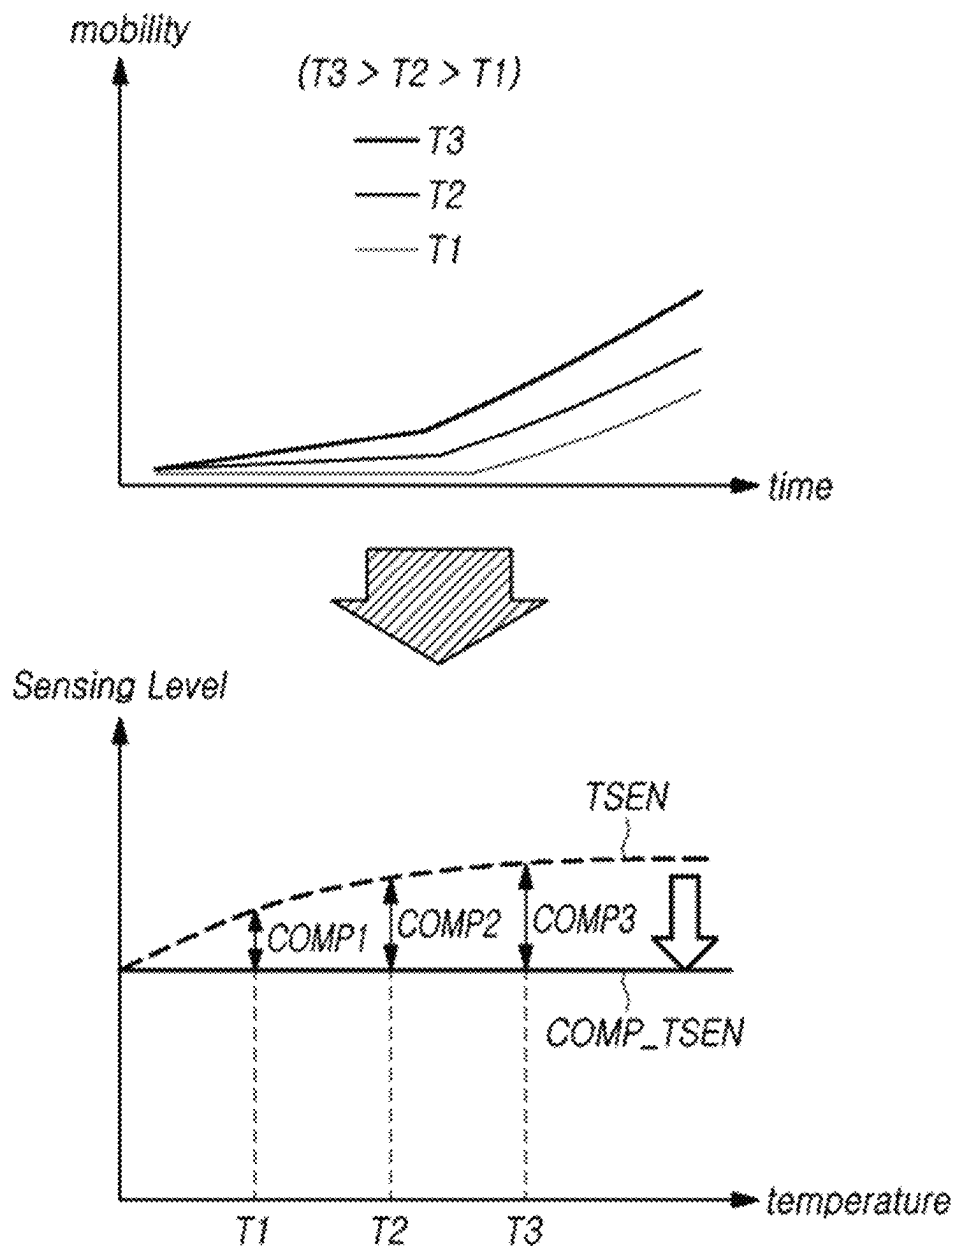 mobility
(T3 > T2 > T1)
T3
T2
T1
time
Sensing Level
TSEN
COMP1
COMP2
COMP3
COMP_TSEN
temperature
T1
T2
T3